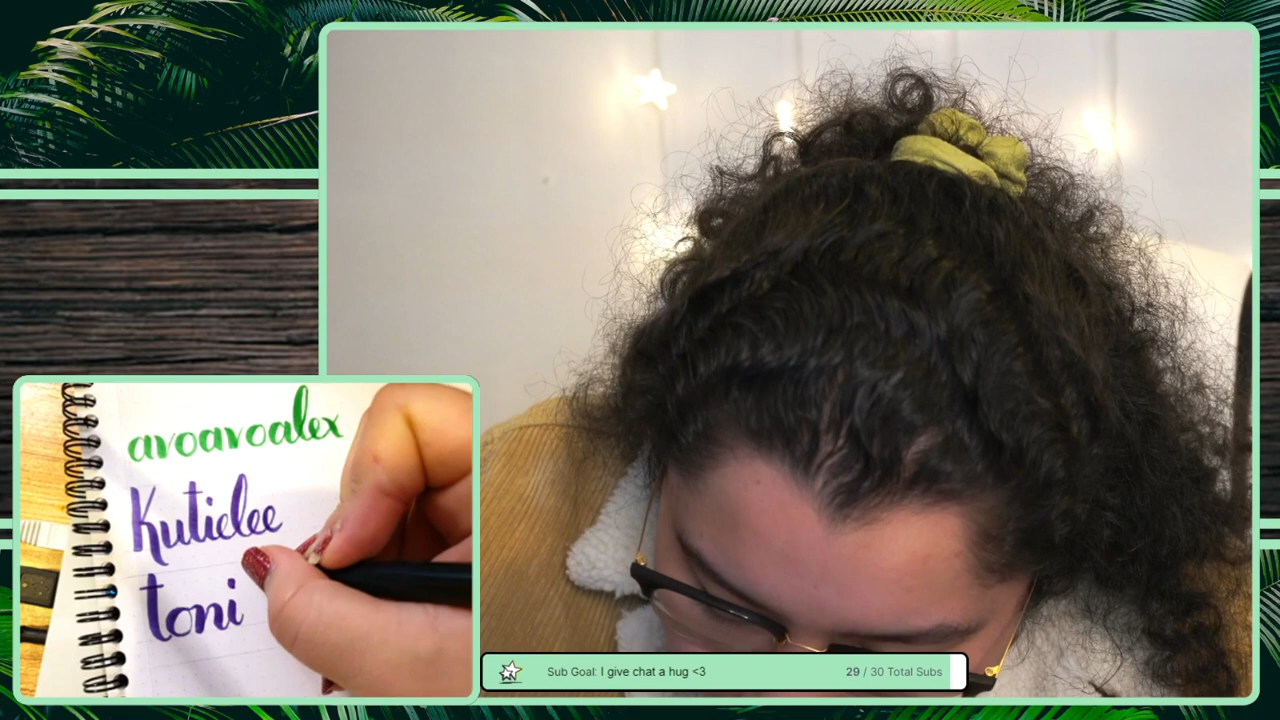 avoavoalex
Kutielee
toni
Sub Goal: I give chat a hug <3
29 / 30 Total Subs